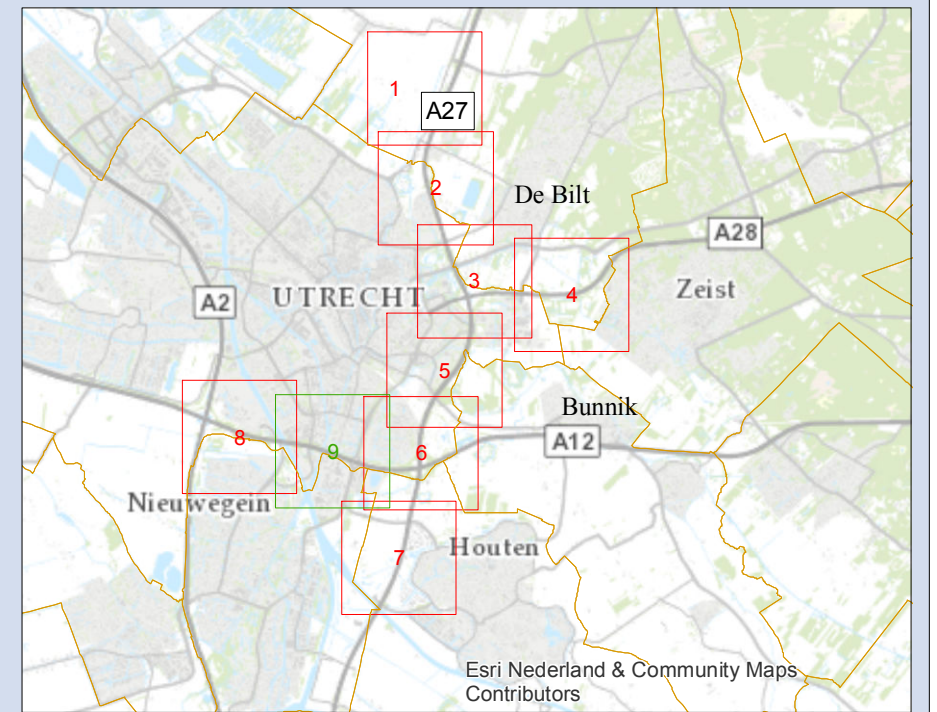 1
A27
2
De Bilt
A28
3
4
Zeist
A2
UTRECHT
5
Bunnik
8
9
6
A12
Nieuwegein
Houten
7
Esri Nederland & Community Maps
Contributors